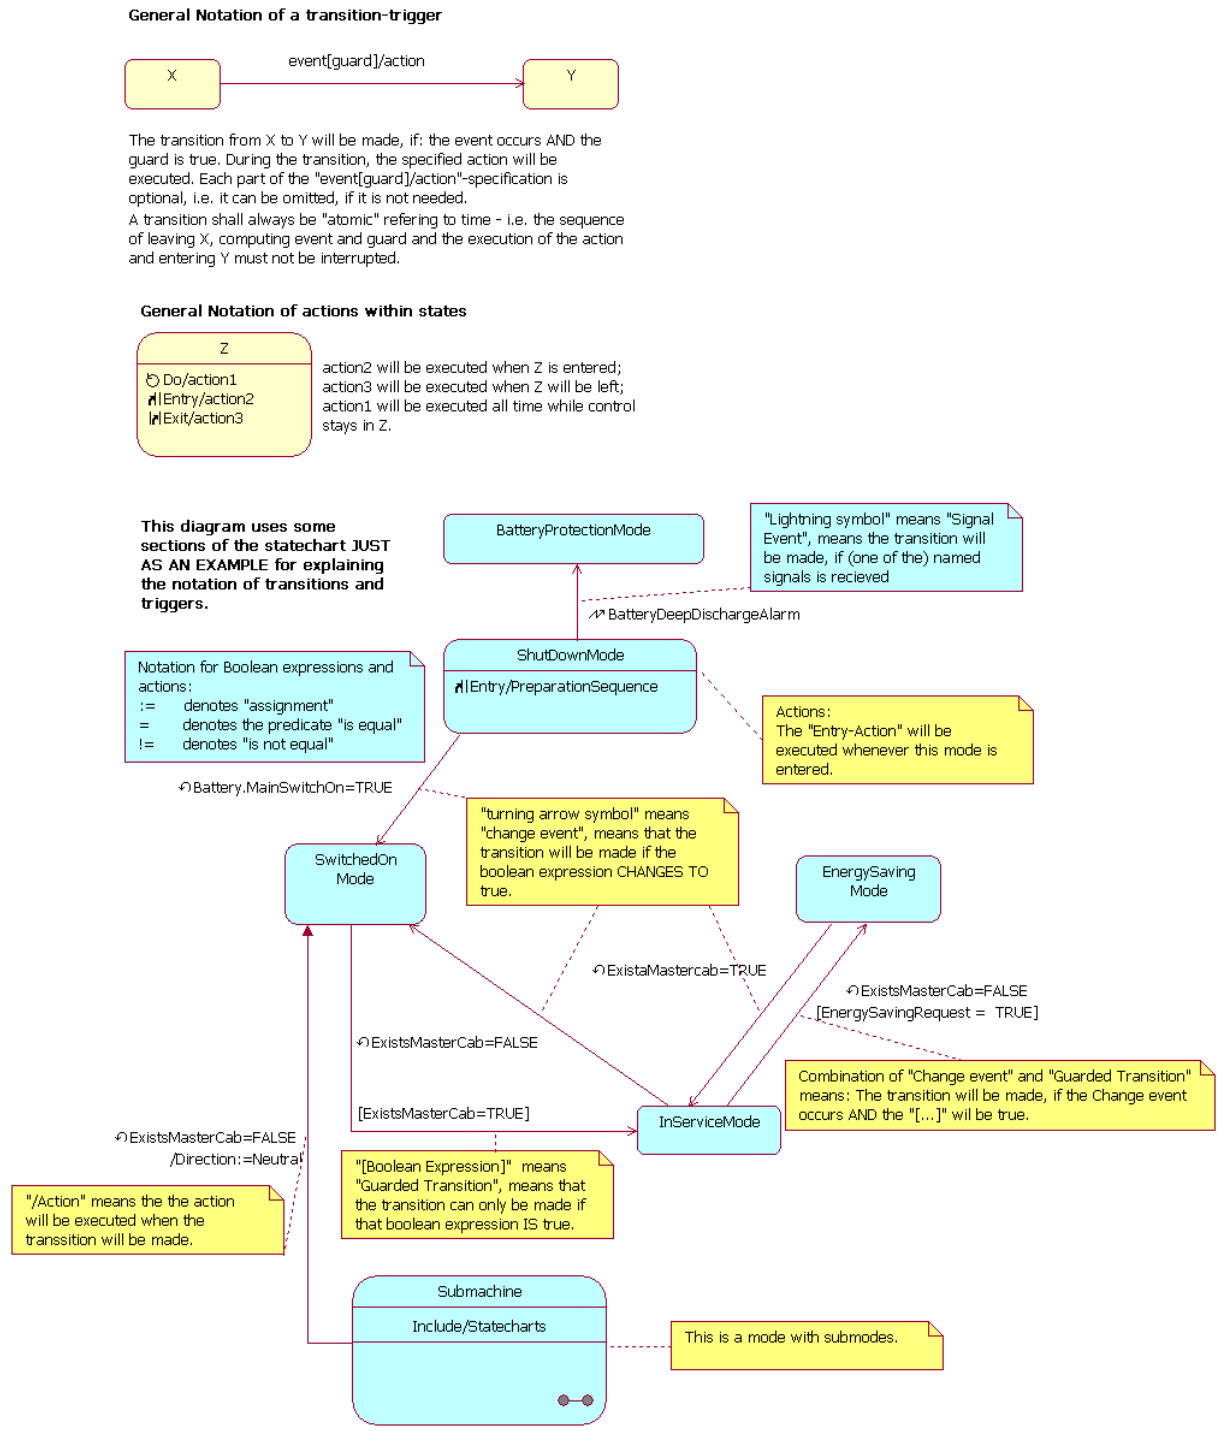 General Notation of a transition-trigger
event[guard]/action
X
Y
The transition from X to Y will be made, if: the event occurs AND the
guard is true. During the transition, the specified action will be
executed. Each part of the "event[guard]/action"-specification is
optional, i.e. it can be omitted, if it is not needed.
A transition shall always be "atomic" refering to time - i.e. the sequence
of leaving X, computing event and guard and the execution of the action
and entering Y must not be interrupted.
General Notation of actions within states
Z
Do/action1
Entry/action2
Exit/action3
action2 will be executed when Z is entered;
action3 will be executed when Z will be left;
action1 will be executed all time while control
stays in Z.
This diagram uses some
sections of the statechart JUST
AS AN EXAMPLE for explaining
the notation of transitions and
triggers.
BatteryProtectionMode
"Lightning symbol" means "Signal
Event", means the transition will
be made, if (one of the) named
signals is recieved
BatteryDeepDischargeAlarm
ShutDownMode
Entry/PreparationSequence
Notation for Boolean expressions and
actions:
:= denotes "assignment"
= denotes the predicate "is equal"
!= denotes "is not equal"
Actions:
The "Entry-Action" will be
executed whenever this mode is
entered.
Battery.MainSwitchOn=TRUE
"turning arrow symbol" means
"change event", means that the
transition will be made if the
boolean expression CHANGES TO
true.
SwitchedOn
Mode
EnergySaving
Mode
ExistaMastercab=TRUE
ExistsMasterCab=FALSE
[EnergySavingRequest = TRUE]
ExistsMasterCab=FALSE
Combination of "Change event" and "Guarded Transition"
means: The transition will be made, if the Change event
occurs AND the "[...]" wil be true.
[ExistsMasterCab=TRUE]
InServiceMode
ExistsMasterCab=FALSE
/Direction:=Neutral
"[Boolean Expression]" means
"Guarded Transition", means that
the transition can only be made if
that boolean expression IS true.
"/Action" means the the action
will be executed when the
transsition will be made.
Submachine
Include/Statecharts
This is a mode with submodes.